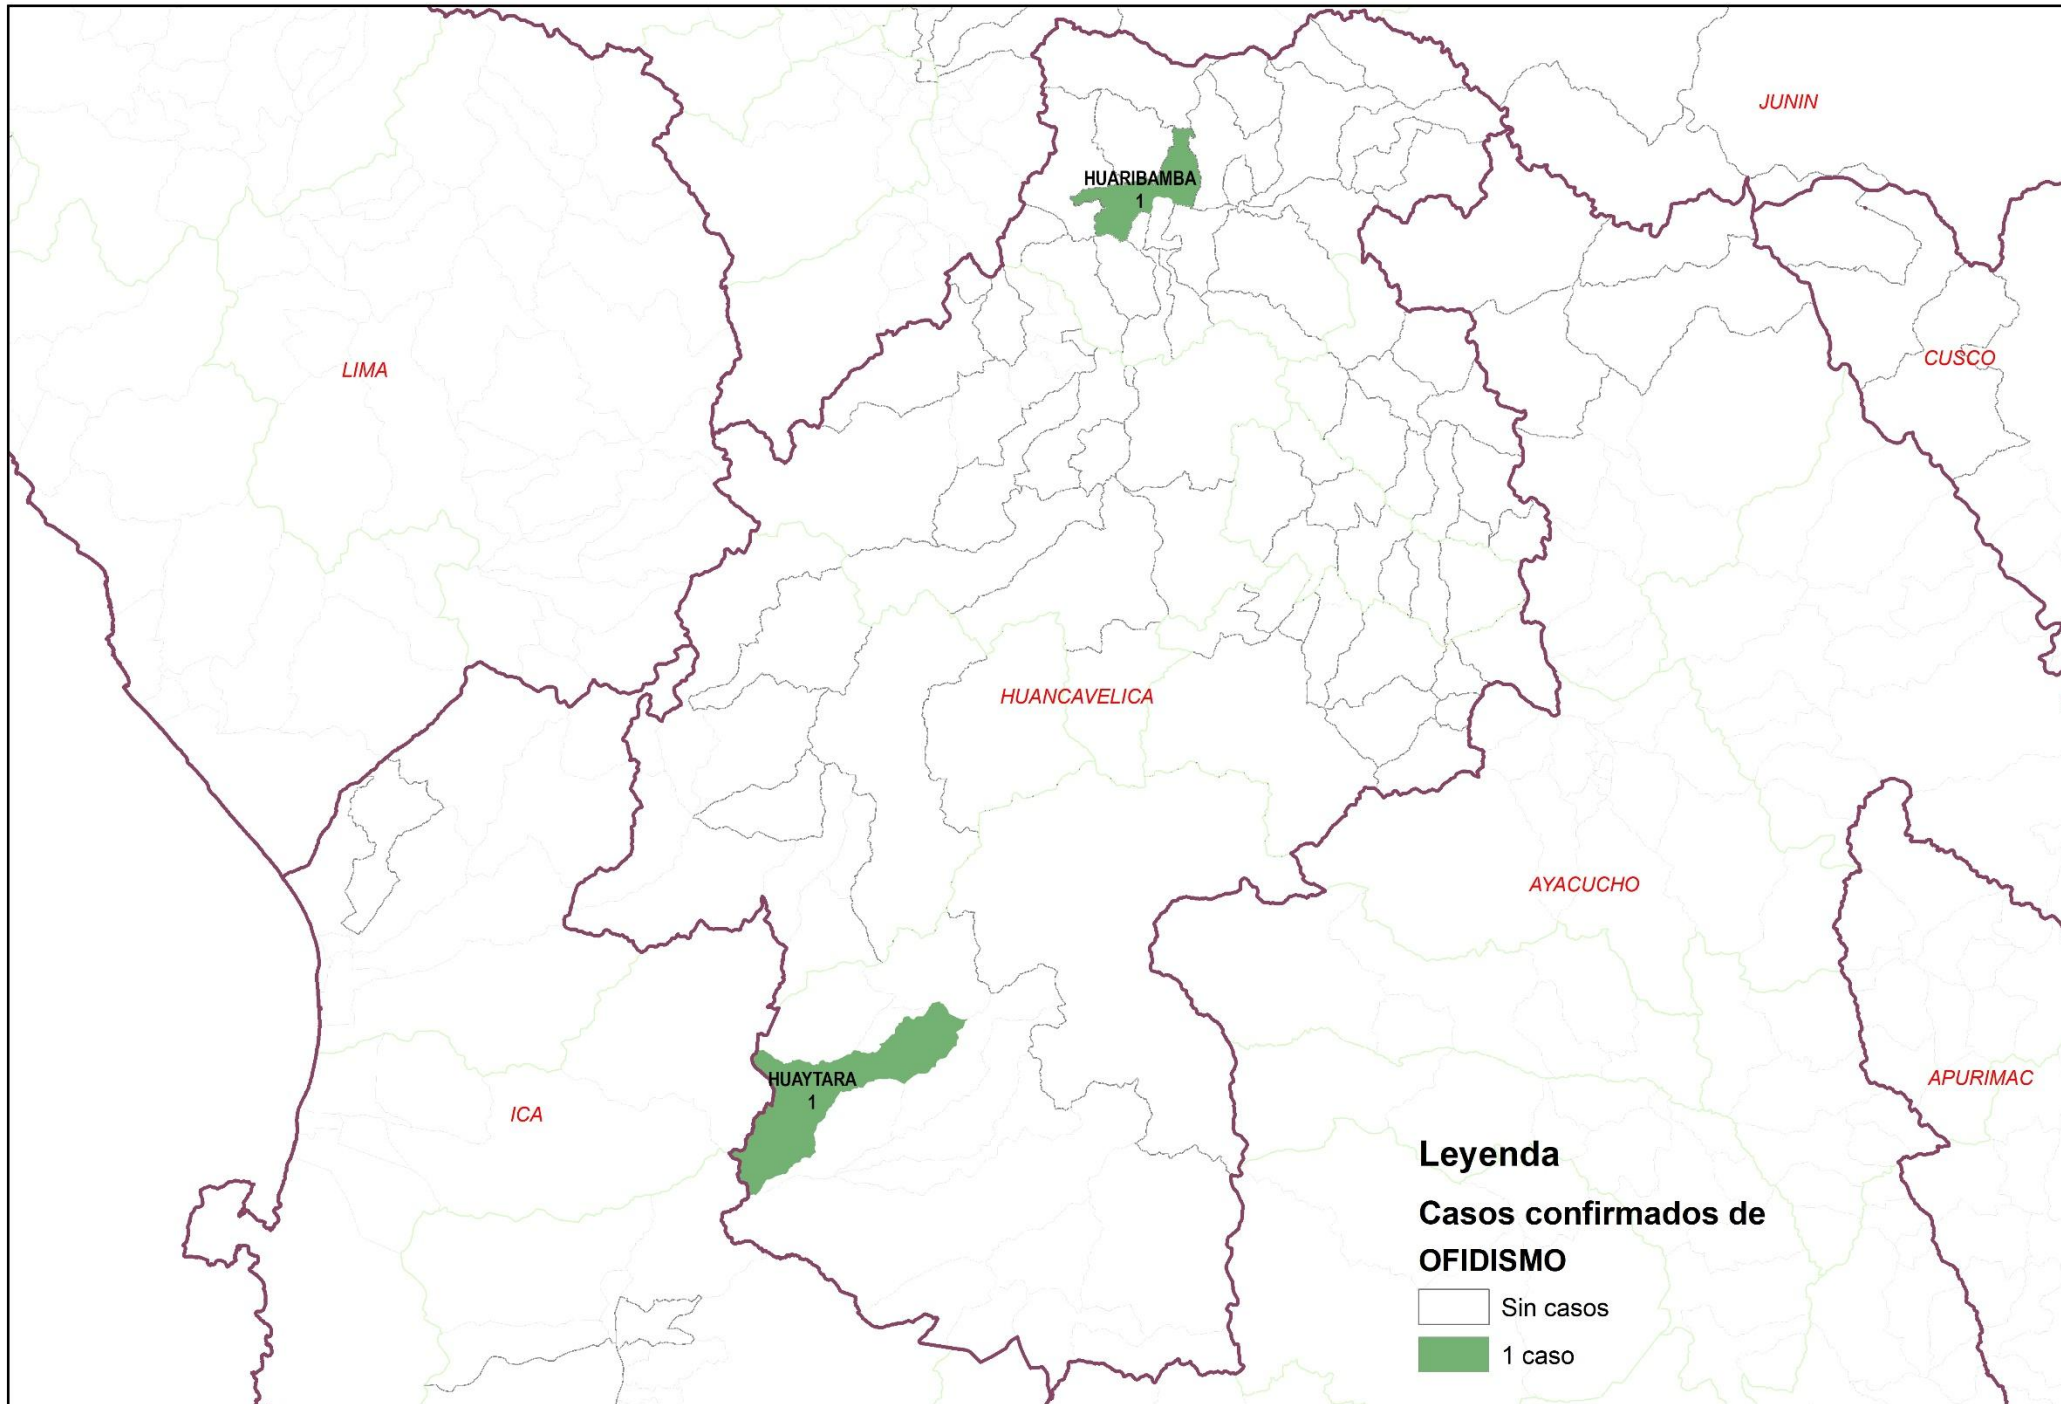 JUNIN
HUARIBAMBA
1
LIMA
CUSCO
HUANCAVELICA
AYACUCHO
HUAYTARA
1
APURIMAC
ICA
Leyenda
Casos confirmados de
OFIDISMO
Sin casos
1 caso